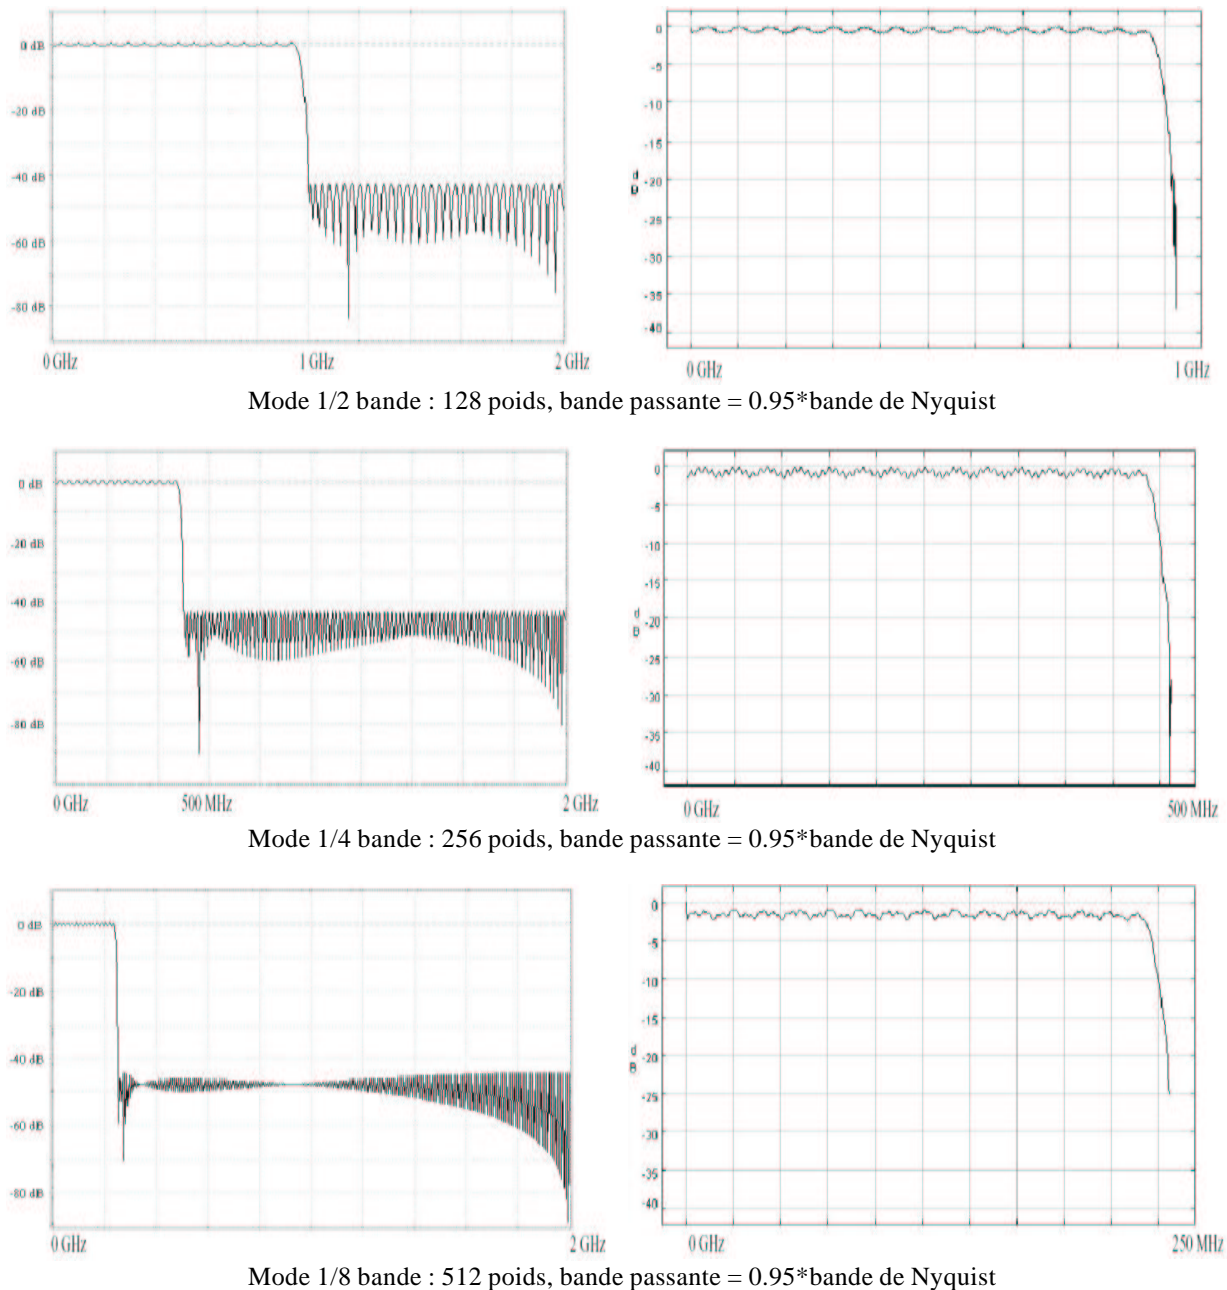 0 dB
-20 dB
-40 dB
-60 dB
-80 dB
0 GHz 1 GHz 2 GHz
0
-5
-10
-15
-20
-25
-30
-35
-40
dB
0 GHz 1 GHz
Mode 1/2 bande : 128 poids, bande passante = 0.95*bande de Nyquist
0 dB
-20 dB
-40 dB
-60 dB
-80 dB
0 GHz 500 MHz 2 GHz
0
-5
-10
-15
-20
-25
-30
-35
-40
dB
0 GHz 500 MHz
Mode 1/4 bande : 256 poids, bande passante = 0.95*bande de Nyquist
0 dB
-20 dB
-40 dB
-60 dB
-80 dB
0 GHz 2 GHz
0
-5
-10
-15
-20
-25
-30
-35
-40
dB
0 GHz 250 MHz
Mode 1/8 bande : 512 poids, bande passante = 0.95*bande de Nyquist